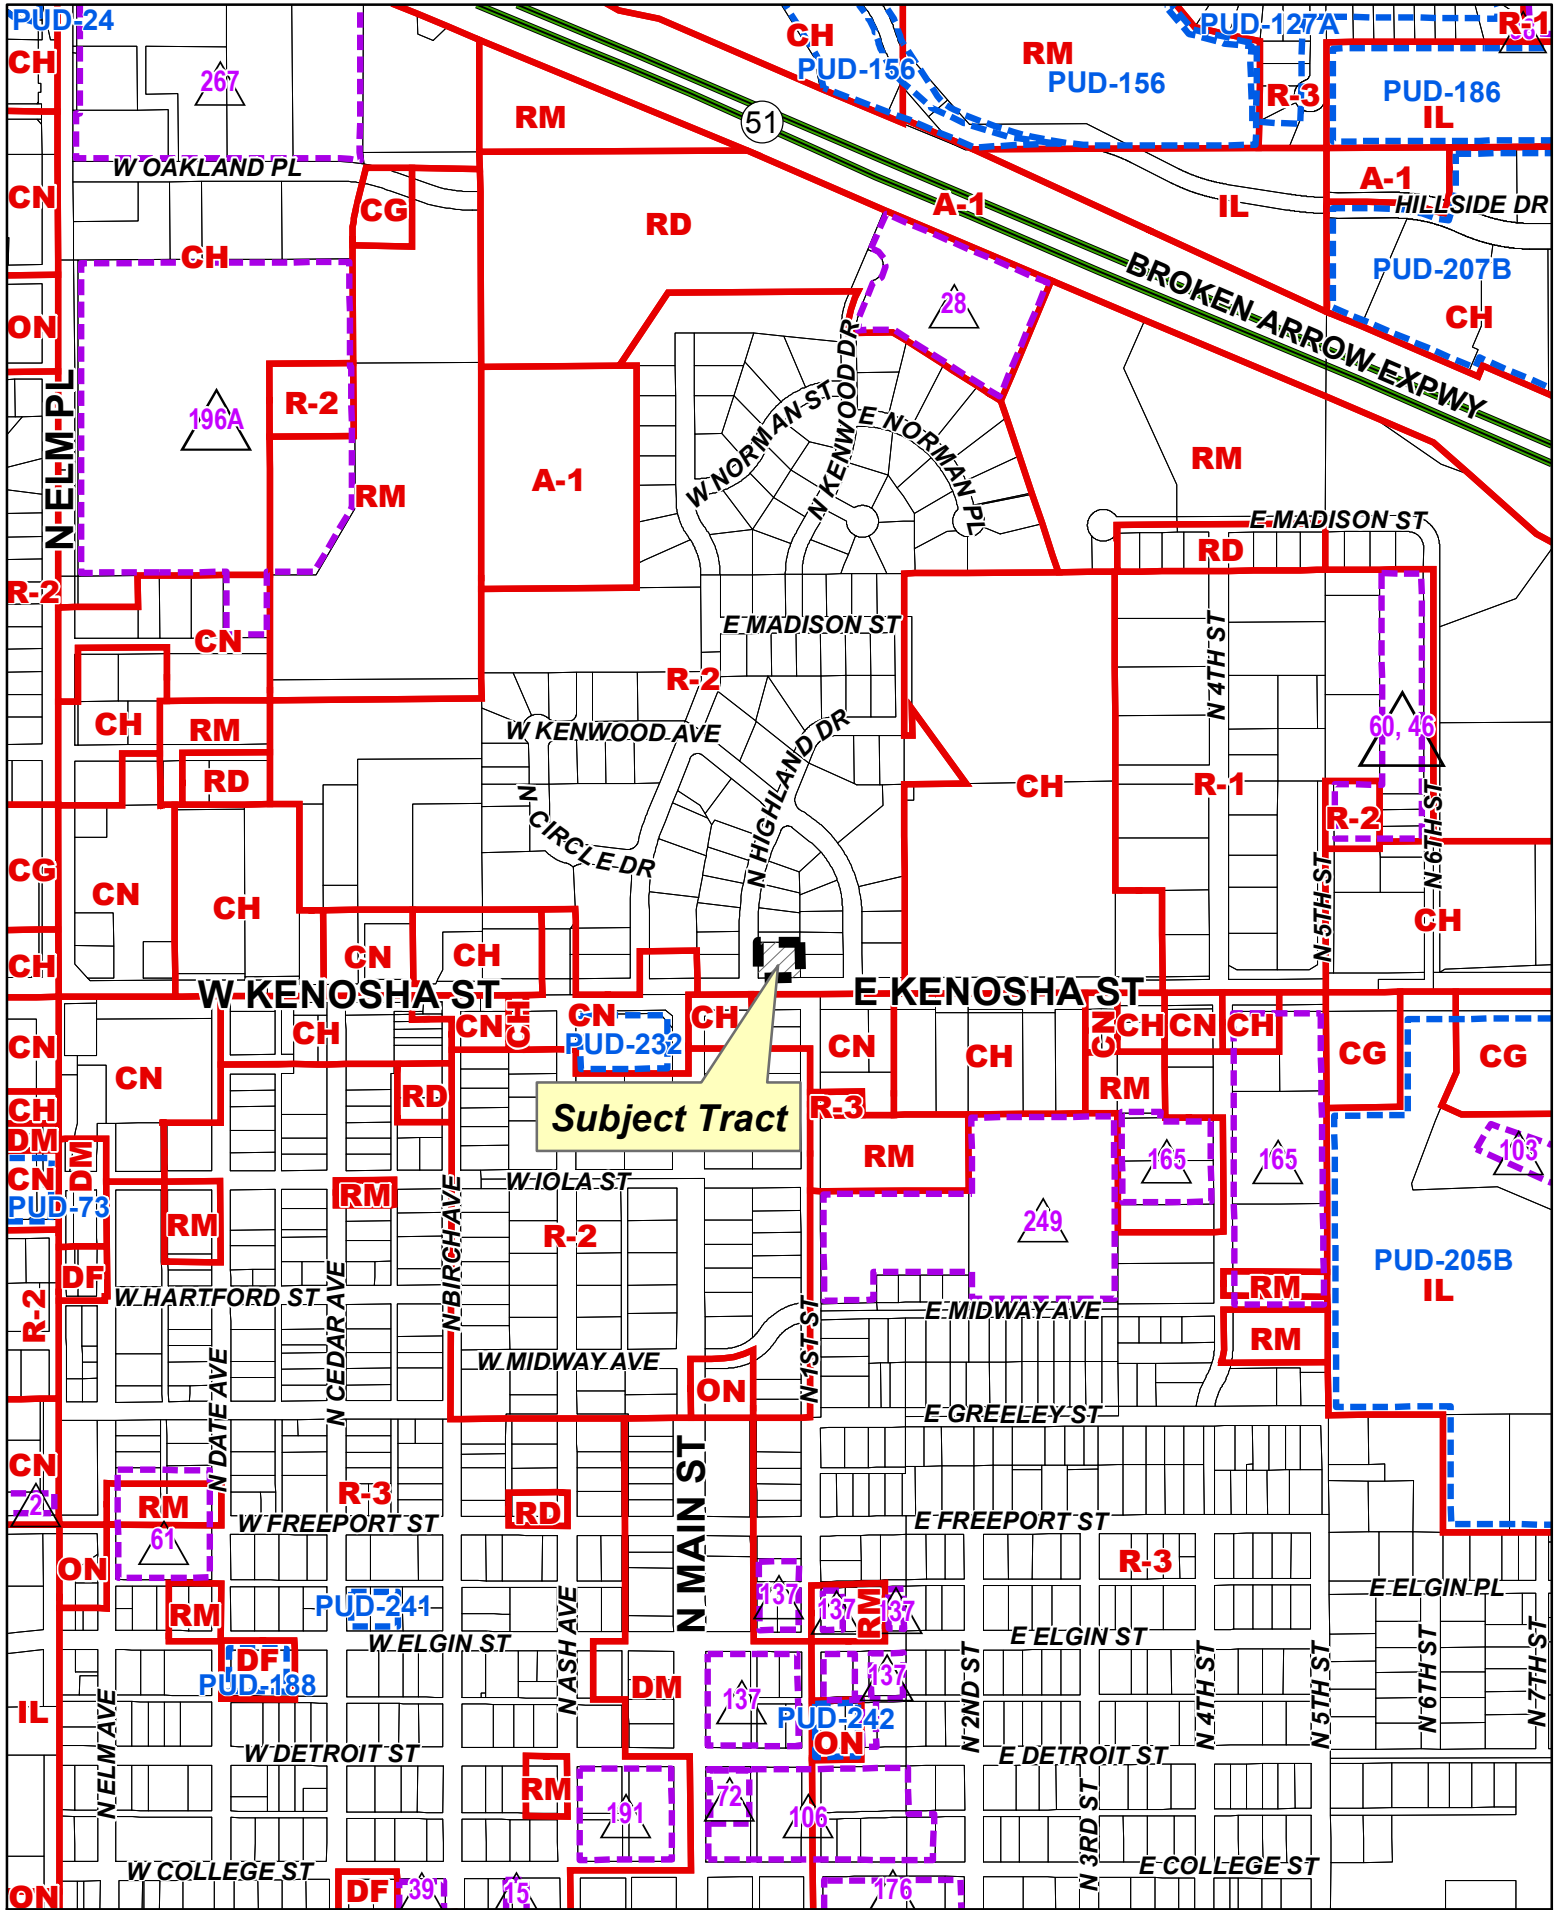 PUD-24
CH
PUD-127A
R-1
CH
267
PUD-156
RM
PUD-156
R-3
PUD-186
IL
RM
51
W OAKLAND PL
CN
CG
RD
A-1
IL
A-1
HILLSIDE DR
CH
PUD-207B
CH
BROKEN ARROW EXPWY
28
ON
N ELM PL
196A
R-2
RM
A-1
W NORMAN ST
N KENWOOD DR
E NORMAN PL
RM
E MADISON ST
RD
R-2
CN
E MADISON ST
R-2
N 4TH ST
CH
RM
RD
W KENWOOD AVE
N HIGHLAND DR
N CIRCLE DR
CH
R-1
60, 46
R-2
N 6TH ST
N 5TH ST
CG
CN
CH
CH
CN
CH
CH
W KENOSHA ST
E KENOSHA ST
CN
CH
CN
CH
CN
PUD-232
CH
CN
CH
CN
CH
CN
CH
CG
CG
CN
RD
RM
Subject Tract
R-3
RM
CH
DM
CN
PUD-73
DM
RM
RM
W IOLA ST
N BIRCH AVE
R-2
249
165
165
103
PUD-205B
IL
DF
R-2
W HARTFORD ST
N CEDAR AVE
N DATE AVE
W MIDWAY AVE
ON
N 1ST ST
E MIDWAY AVE
RM
RM
E GREELEY ST
CN
2
RM
61
R-3
W FREEPORT ST
RD
N MAIN ST
E FREEPORT ST
R-3
ON
RM
PUD-241
W ELGIN ST
N ASH AVE
137
137
RM
137
E ELGIN PL
E ELGIN ST
DF
PUD-188
DM
137
137
PUD-242
ON
N 2ND ST
N 4TH ST
N 5TH ST
N 6TH ST
N 7TH ST
IL
N ELM AVE
W DETROIT ST
E DETROIT ST
RM
191
72
106
N 3RD ST
W COLLEGE ST
E COLLEGE ST
ON
DF
39
15
176